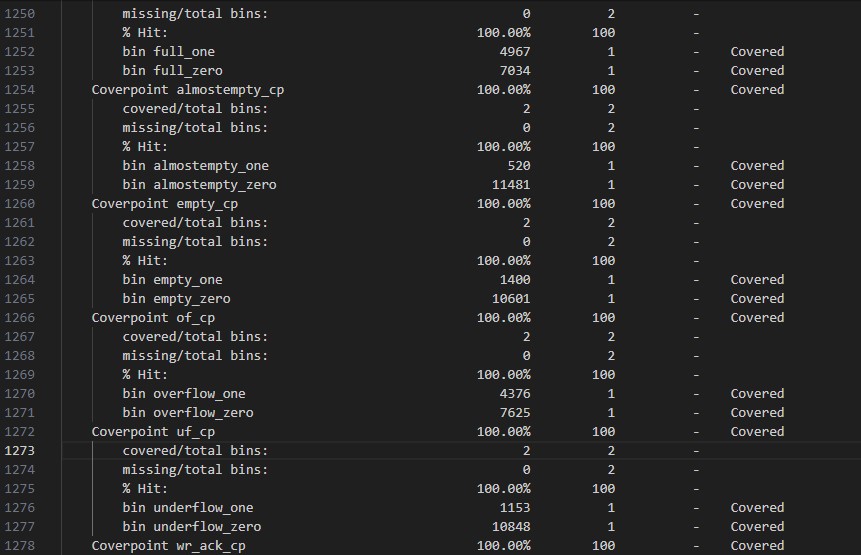 1250 missing/total bins: 0 2 -
1251 % Hit: 100.00% 100 -
1252 bin full_one 4967 1 - Covered
1253 bin full_zero 7034 1 - Covered
1254 Coverpoint almostempty_cp 100.00% 100 - Covered
1255 covered/total bins: 2 2 -
1256 missing/total bins: 0 2 -
1257 % Hit: 100.00% 100 -
1258 bin almostempty_one 520 1 - Covered
1259 bin almostempty_zero 11481 1 - Covered
1260 Coverpoint empty_cp 100.00% 100 - Covered
1261 covered/total bins: 2 2 -
1262 missing/total bins: 0 2 -
1263 % Hit: 100.00% 100 -
1264 bin empty_one 1400 1 - Covered
1265 bin empty_zero 10601 1 - Covered
1266 Coverpoint of_cp 100.00% 100 - Covered
1267 covered/total bins: 2 2 -
1268 missing/total bins: 0 2 -
1269 % Hit: 100.00% 100 -
1270 bin overflow_one 4376 1 - Covered
1271 bin overflow_zero 7625 1 - Covered
1272 Coverpoint uf_cp 100.00% 100 - Covered
1273 covered/total bins: 2 2 -
1274 missing/total bins: 0 2 -
1275 % Hit: 100.00% 100 -
1276 bin underflow_one 1153 1 - Covered
1277 bin underflow_zero 10848 1 - Covered
1278 Coverpoint wr_ack_cp 100.00% 100 - Covered